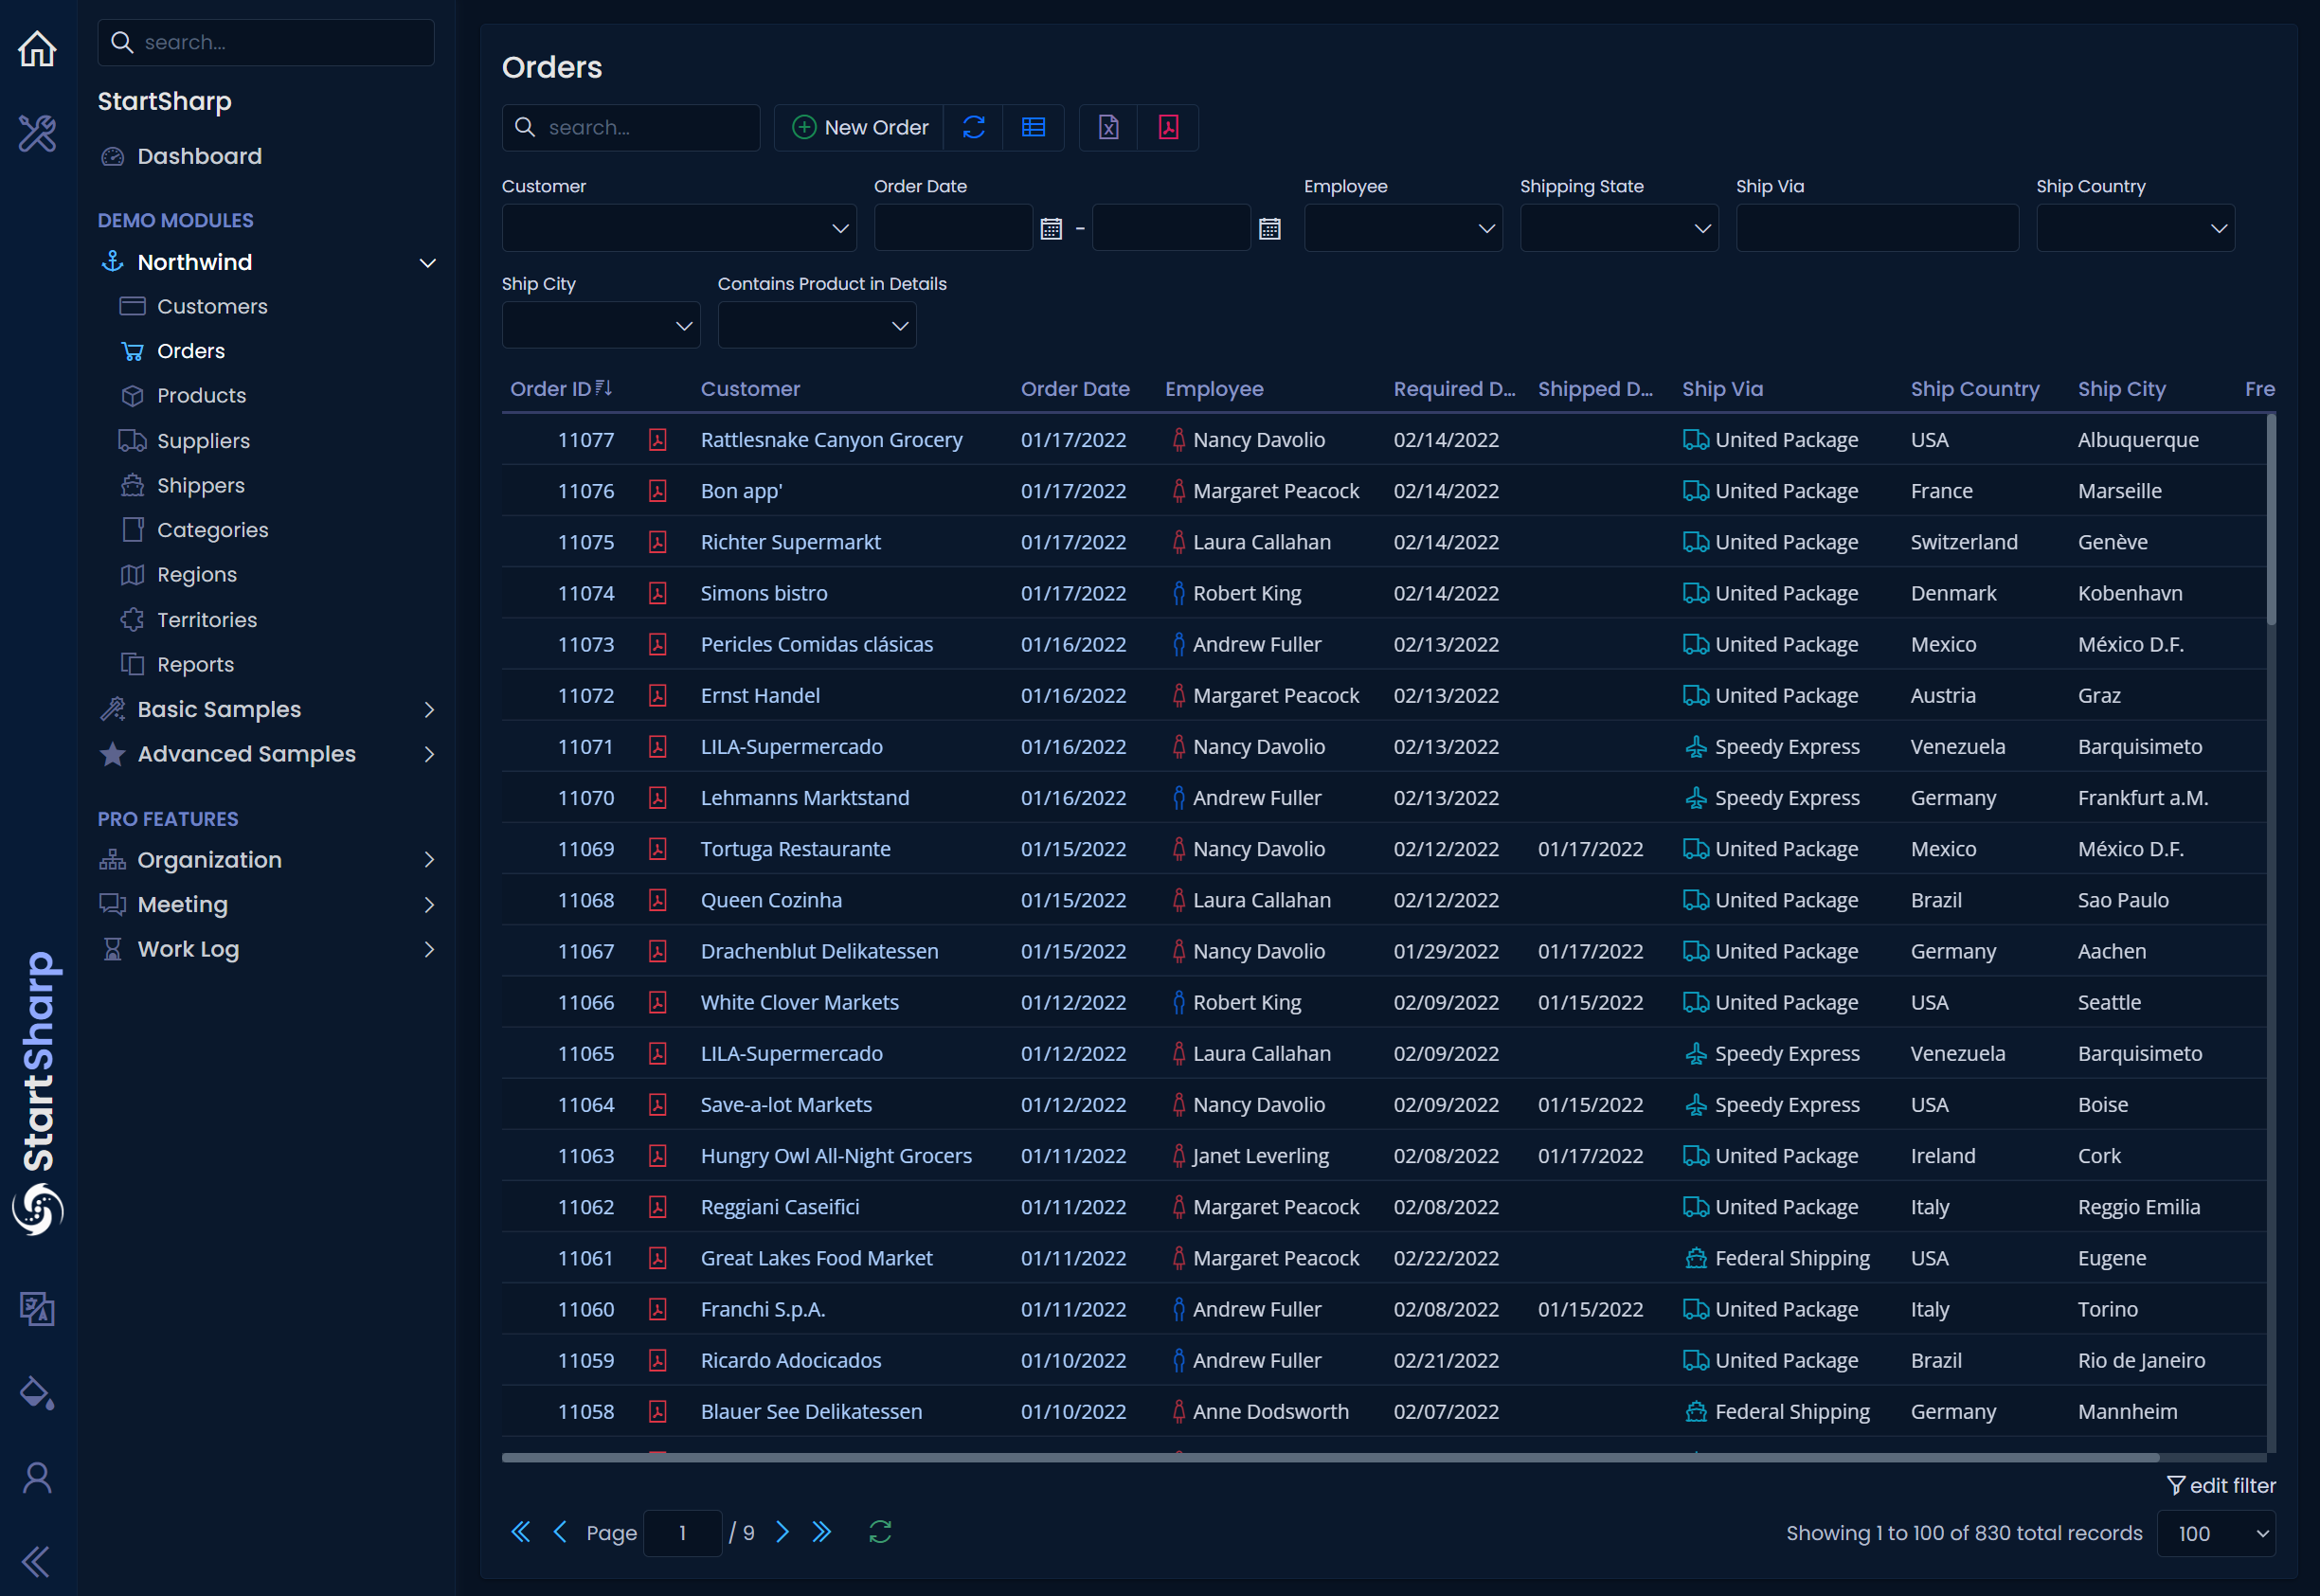 search...
StartSharp
Dashboard
DEMO MODULES
Northwind
Customers
Orders
Products
Suppliers
Shippers
Categories
Regions
Territories
Reports
Basic Samples
Advanced Samples
PRO FEATURES
Organization
Meeting
Work Log
StartSharp
Orders
search... New Order
Customer Order Date Employee Shipping State Ship Via Ship Country
-
Ship City Contains Product in Details
Order ID Customer Order Date Employee Required D... Shipped D... Ship Via Ship Country Ship City Fre
11077 Rattlesnake Canyon Grocery 01/17/2022 Nancy Davolio 02/14/2022 United Package USA Albuquerque
11076 Bon app' 01/17/2022 Margaret Peacock 02/14/2022 United Package France Marseille
11075 Richter Supermarkt 01/17/2022 Laura Callahan 02/14/2022 United Package Switzerland Genève
11074 Simons bistro 01/17/2022 Robert King 02/14/2022 United Package Denmark Kobenhavn
11073 Pericles Comidas clásicas 01/16/2022 Andrew Fuller 02/13/2022 United Package Mexico México D.F.
11072 Ernst Handel 01/16/2022 Margaret Peacock 02/13/2022 United Package Austria Graz
11071 LILA-Supermercado 01/16/2022 Nancy Davolio 02/13/2022 Speedy Express Venezuela Barquisimeto
11070 Lehmanns Marktstand 01/16/2022 Andrew Fuller 02/13/2022 Speedy Express Germany Frankfurt a.M.
11069 Tortuga Restaurante 01/15/2022 Nancy Davolio 02/12/2022 01/17/2022 United Package Mexico México D.F.
11068 Queen Cozinha 01/15/2022 Laura Callahan 02/12/2022 United Package Brazil Sao Paulo
11067 Drachenblut Delikatessen 01/15/2022 Nancy Davolio 01/29/2022 01/17/2022 United Package Germany Aachen
11066 White Clover Markets 01/12/2022 Robert King 02/09/2022 01/15/2022 United Package USA Seattle
11065 LILA-Supermercado 01/12/2022 Laura Callahan 02/09/2022 Speedy Express Venezuela Barquisimeto
11064 Save-a-lot Markets 01/12/2022 Nancy Davolio 02/09/2022 01/15/2022 Speedy Express USA Boise
11063 Hungry Owl All-Night Grocers 01/11/2022 Janet Leverling 02/08/2022 01/17/2022 United Package Ireland Cork
11062 Reggiani Caseifici 01/11/2022 Margaret Peacock 02/08/2022 United Package Italy Reggio Emilia
11061 Great Lakes Food Market 01/11/2022 Margaret Peacock 02/22/2022 Federal Shipping USA Eugene
11060 Franchi S.p.A. 01/11/2022 Andrew Fuller 02/08/2022 01/15/2022 United Package Italy Torino
11059 Ricardo Adocicados 01/10/2022 Andrew Fuller 02/21/2022 United Package Brazil Rio de Janeiro
11058 Blauer See Delikatessen 01/10/2022 Anne Dodsworth 02/07/2022 Federal Shipping Germany Mannheim
edit filter
Page 1 / 9 Showing 1 to 100 of 830 total records 100